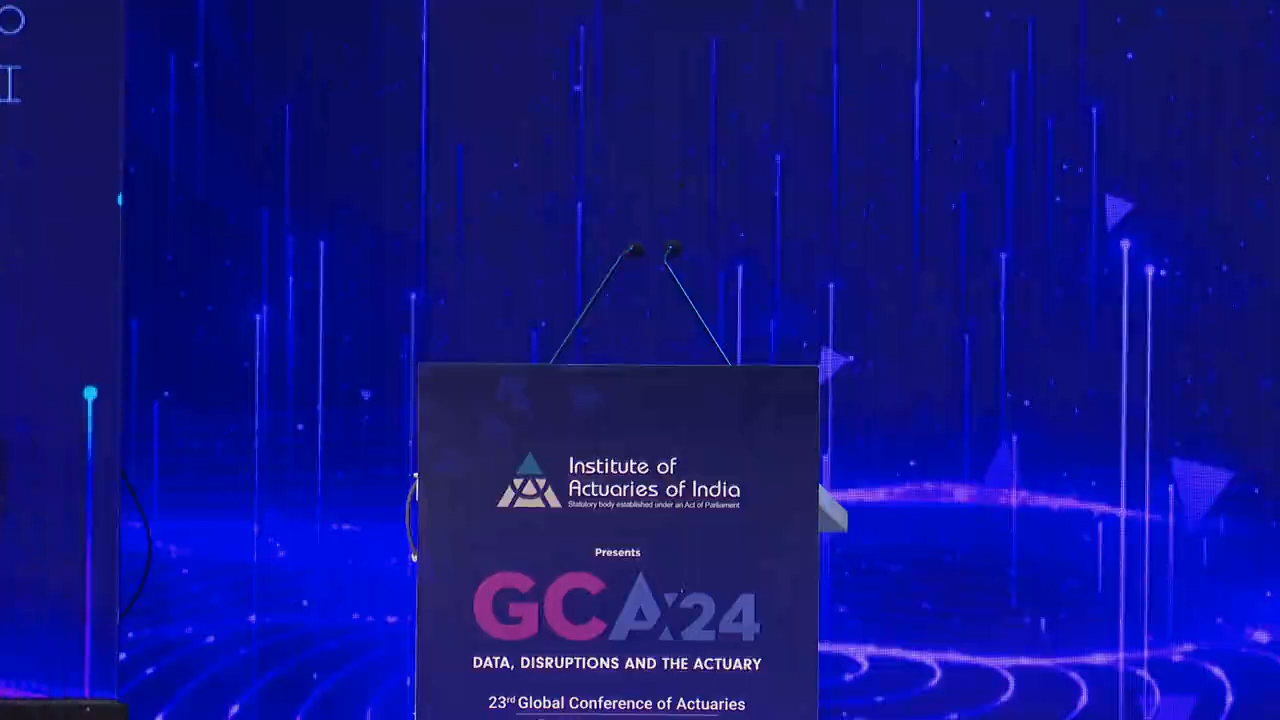 O
I
Institute of
Actuaries of India
Statutory body established under an Act of Parliament
Presents
GCA24
DATA, DISRUPTIONS AND THE ACTUARY
23rd Global Conference of Actuaries